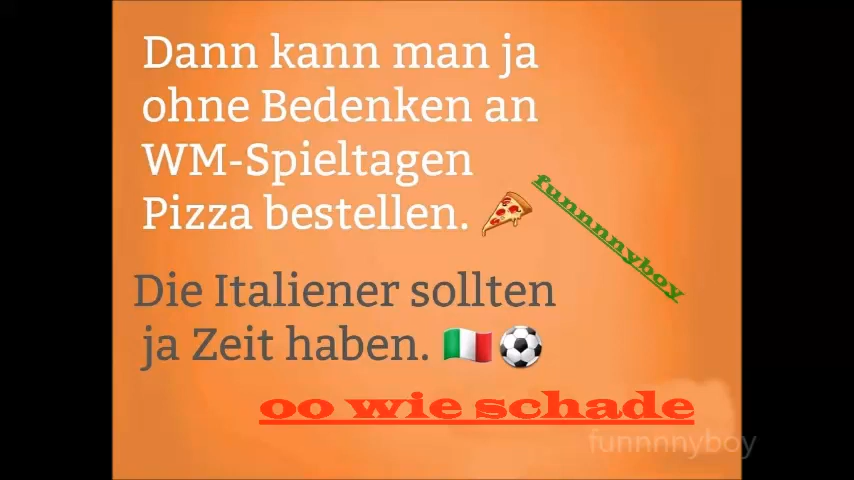 Dann kann man ja
ohne Bedenken an
WM-Spieltagen
Pizza bestellen. 🍕
funnnnyboy
Die Italiener sollten
ja Zeit haben. 🇮🇹⚽
oo wie schade
funnnnyboy